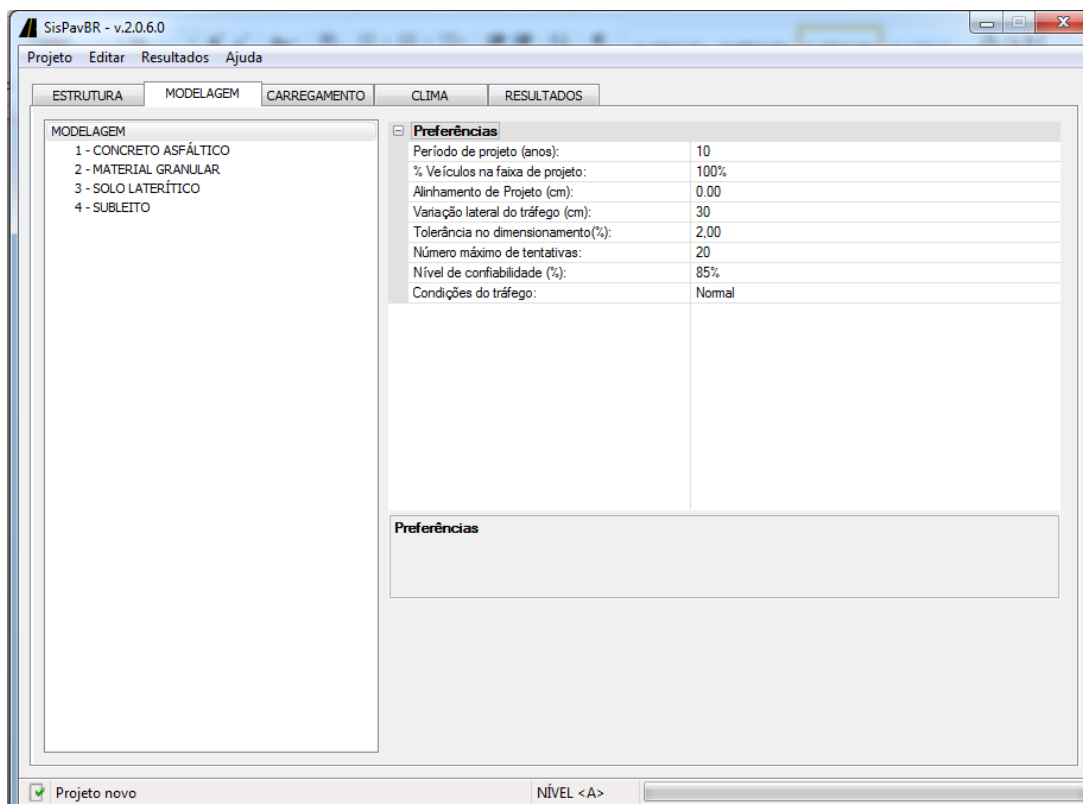 SisPavBR - v.2.0.6.0
Projeto Editar Resultados Ajuda
ESTRUTURA MODELAGEM CARREGAMENTO CLIMA RESULTADOS
MODELAGEM
1 - CONCRETO ASFÁLTICO
2 - MATERIAL GRANULAR
3 - SOLO LATERÍTICO
4 - SUBLEITO
Preferências
Período de projeto (anos): 10
% Veículos na faixa de projeto: 100%
Alinhamento de Projeto (cm): 0.00
Variação lateral do tráfego (cm): 30
Tolerância no dimensionamento(%): 2,00
Número máximo de tentativas: 20
Nível de confiabilidade (%): 85%
Condições do tráfego: Normal
Preferências
Projeto novo NÍVEL <A>